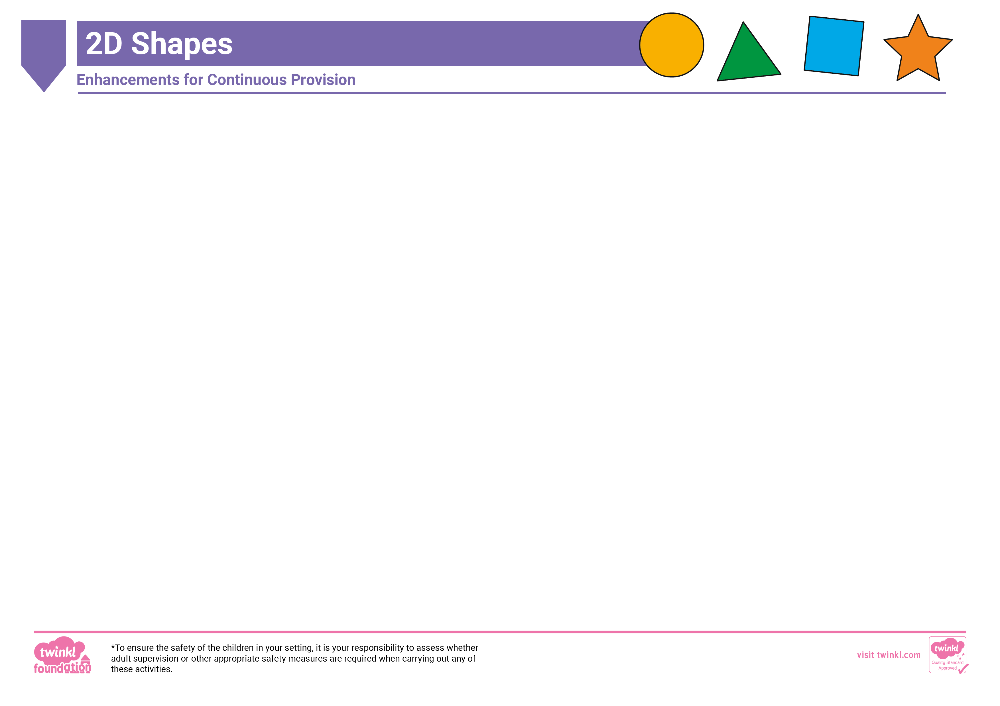 2D Shapes
Enhancements for Continuous Provision
twinkl
foundation
*To ensure the safety of the children in your setting, it is your responsibility to assess whether
adult supervision or other appropriate safety measures are required when carrying out any of
these activities.
visit twinkl.com
twinkl
Quality Standard
Approved